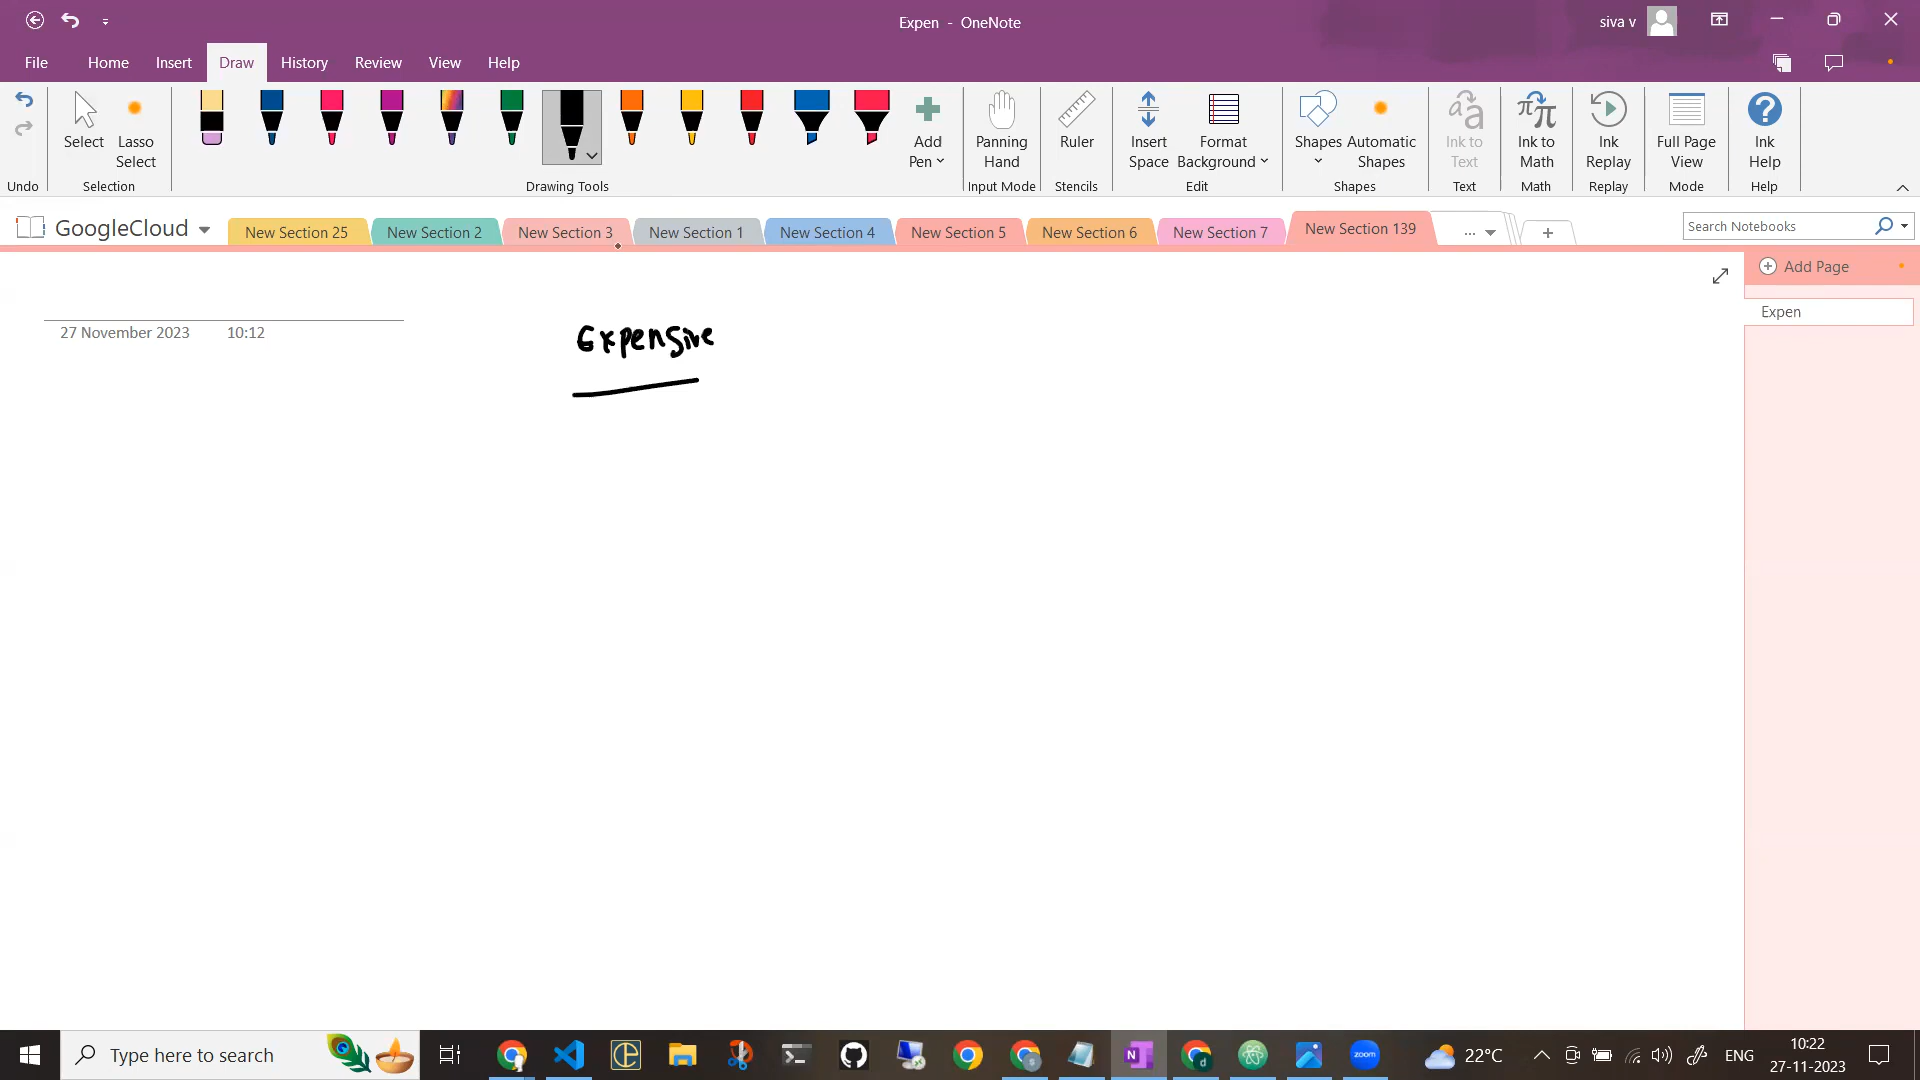 Expen - OneNote
siva v
File Home Insert Draw History Review View Help
Select
Lasso Select
Add Pen
Panning Hand
Ruler
Insert Space
Format Background
Shapes
Automatic Shapes
Ink to Text
Ink to Math
Ink Replay
Full Page View
Ink Help
Undo Selection Drawing Tools Input Mode Stencils Edit Shapes Text Math Replay Mode Help
GoogleCloud New Section 25 New Section 2 New Section 3 New Section 1 New Section 4 New Section 5 New Section 6 New Section 7 New Section 139 ... Search Notebooks
Add Page
Expen
27 November 2023 10:12
Expensive
Type here to search
zoom
22°C
ENG
10:22
27-11-2023